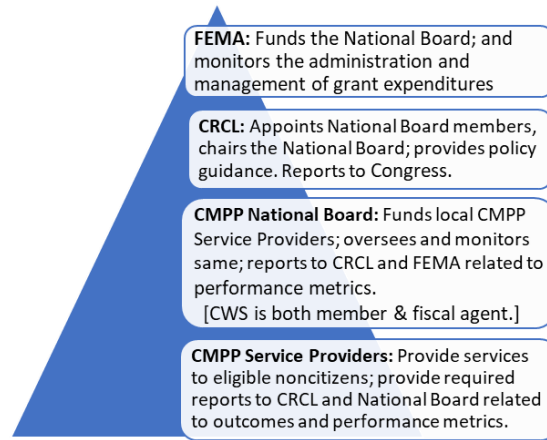 FEMA: Funds the National Board; and
monitors the administration and
management of grant expenditures
CRCL: Appoints National Board members,
chairs the National Board; provides policy
guidance. Reports to Congress.
CMPP National Board: Funds local CMPP
Service Providers; oversees and monitors
same; reports to CRCL and FEMA related to
performance metrics.
[CWS is both member & fiscal agent.]
CMPP Service Providers: Provide services
to eligible noncitizens; provide required
reports to CRCL and National Board related
to outcomes and performance metrics.